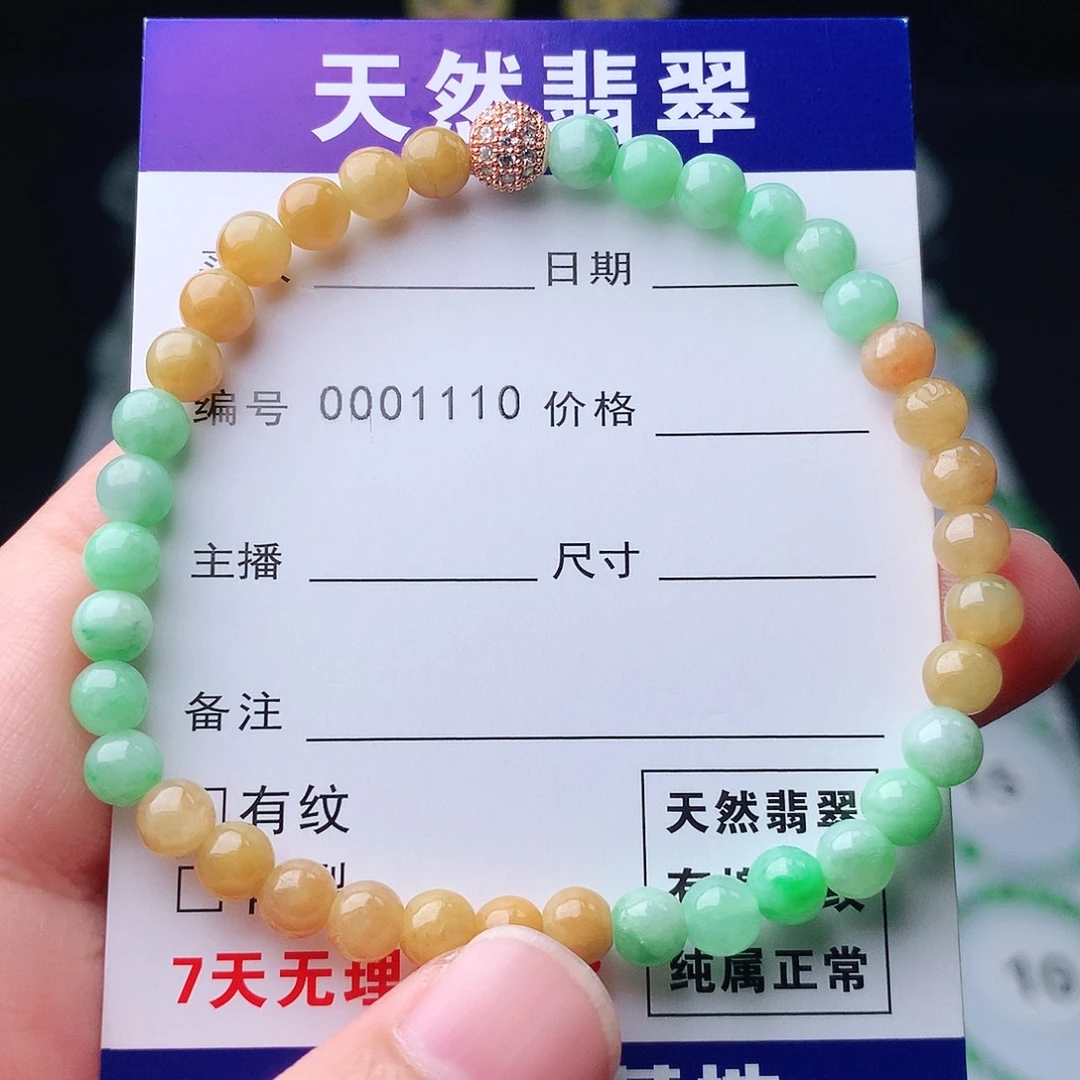 天然翡翠
日期
编号 0001110 价格
主播 尺寸
备注
有纹
天然翡翠
7天无理
纯属正常